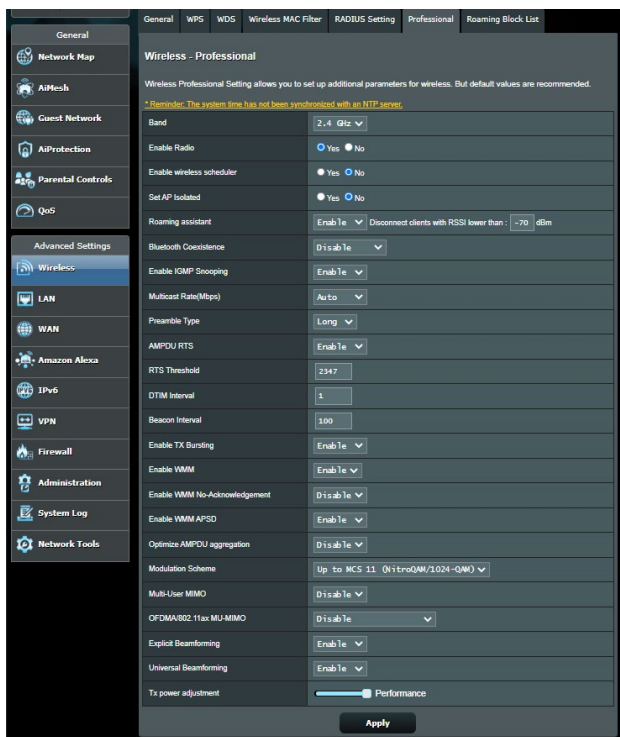 General WPS WDS Wireless MAC Filter RADIUS Setting Professional Roaming Block List
General
Network Map
AiMesh
Guest Network
AiProtection
Parental Controls
QoS
Advanced Settings
Wireless
LAN
WAN
Amazon Alexa
IPv6
VPN
Firewall
Administration
System Log
Network Tools
Wireless - Professional
Wireless Professional Setting allows you to set up additional parameters for wireless. But default values are recommended.
* Reminder: The system time has not been synchronized with an NTP server.
Band 2.4 GHz
Enable Radio Yes No
Enable wireless scheduler Yes No
Set AP Isolated Yes No
Roaming assistant Enable Disconnect clients with RSSI lower than : -70 dBm
Bluetooth Coexistence Disable
Enable IGMP Snooping Enable
Multicast Rate(Mbps) Auto
Preamble Type Long
AMPDU RTS Enable
RTS Threshold 2347
DTIM Interval 1
Beacon Interval 100
Enable TX Bursting Enable
Enable WMM Enable
Enable WMM No-Acknowledgement Disable
Enable WMM APSD Enable
Optimize AMPDU aggregation Disable
Modulation Scheme Up to MCS 11 (NitroQAM/1024-QAM)
Multi-User MIMO Disable
OFDMA/802.11ax MU-MIMO Disable
Explicit Beamforming Enable
Universal Beamforming Enable
Tx power adjustment Performance
Apply